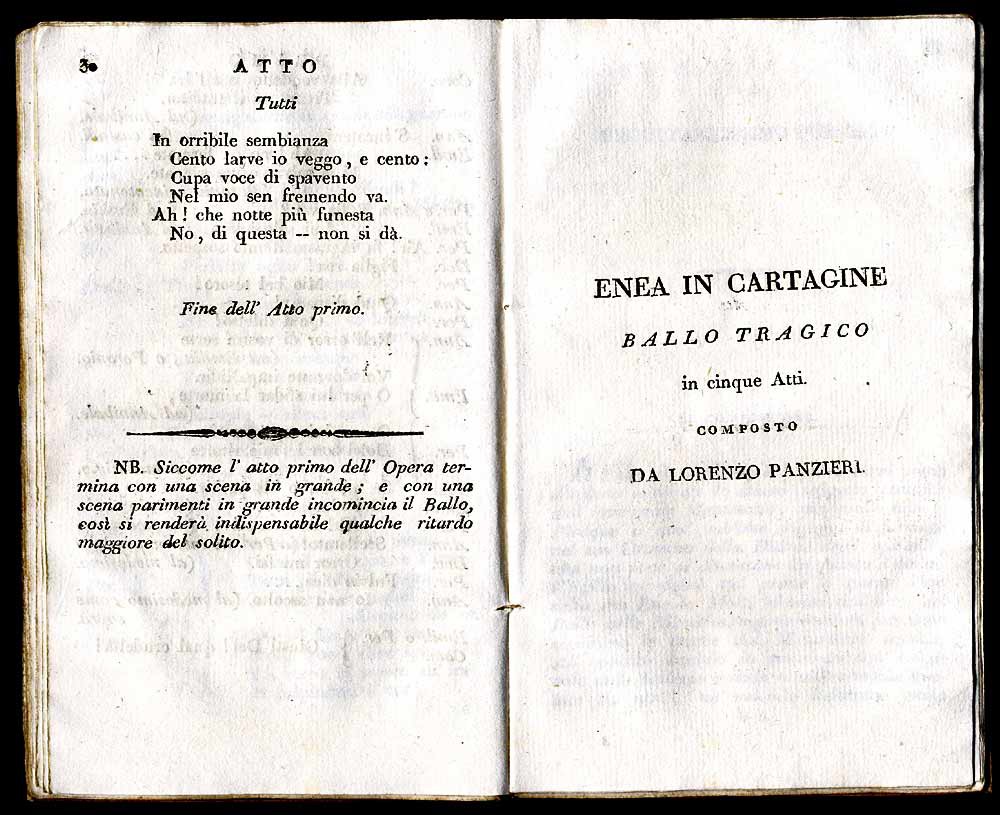 30 ATTO
Tutti
In orribile sembianza
Cento larve io veggo, e cento:
Cupa voce di spavento
Nel mio sen fremendo va.
Ah! che notte più funesta
No, di questa -- non si dà.
Fine dell' Atto primo.
NB. Siccome l' atto primo dell' Opera ter-
mina con una scena in grande; e con una
scena parimenti in grande incomincia il Ballo,
così si renderà indispensabile qualche ritardo
maggiore del solito.
ENEA IN CARTAGINE
BALLO TRAGICO
in cinque Atti.
COMPOSTO
DA LORENZO PANZIERI.